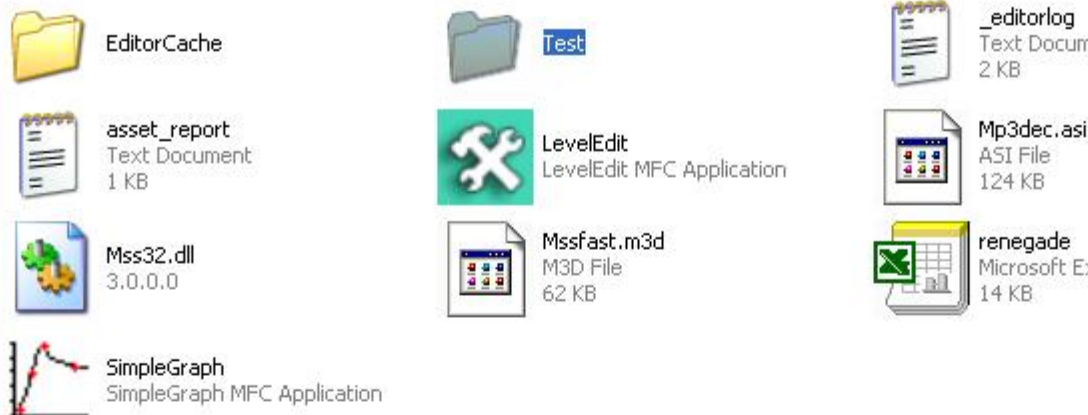 EditorCache
Test
_editorlog
Text Docum
2 KB
asset_report
Text Document
1 KB
LevelEdit
LevelEdit MFC Application
Mp3dec.asi
ASI File
124 KB
Mss32.dll
3.0.0.0
Mssfast.m3d
M3D File
62 KB
renegade
Microsoft Ex
14 KB
SimpleGraph
SimpleGraph MFC Application